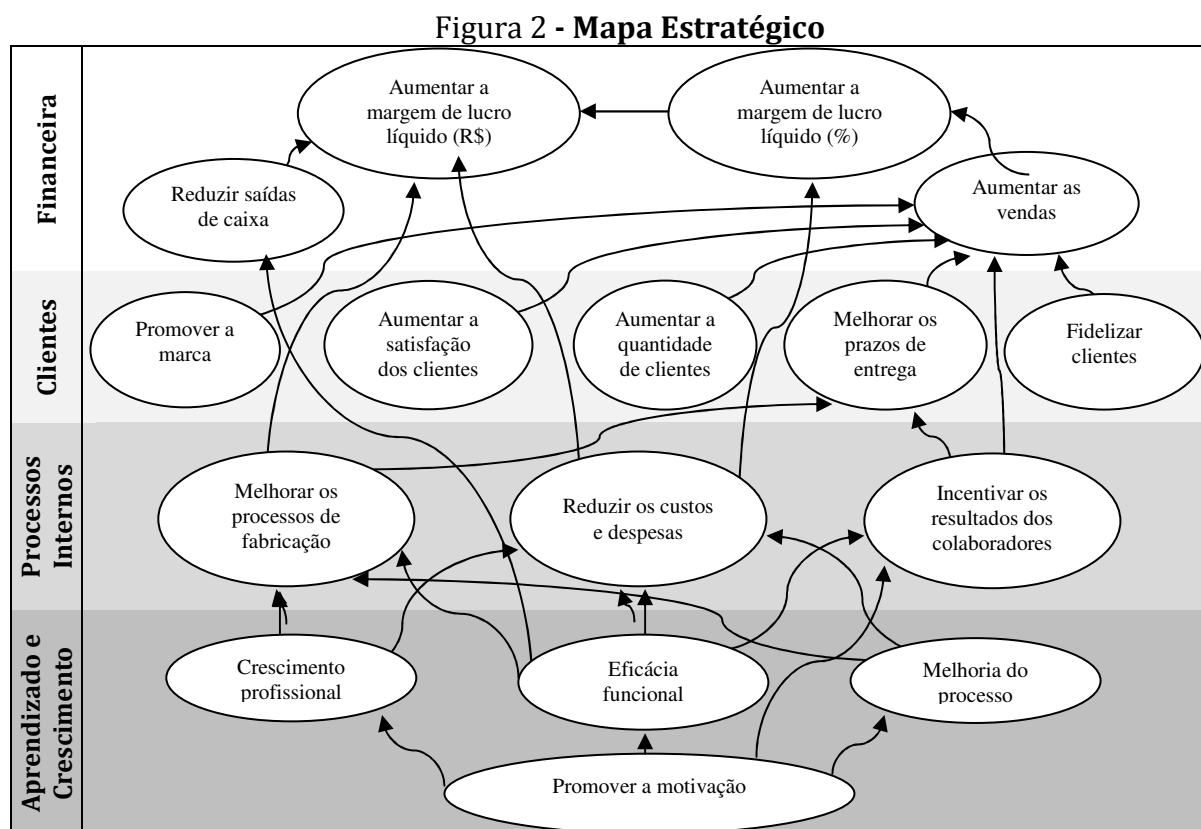 Figura 2 - Mapa Estratégico
Financeira
Aumentar a
margem de lucro
líquido (R$)
Aumentar a
margem de lucro
líquido (%)
Reduzir saídas
de caixa
Aumentar as
vendas
Clientes
Promover a
marca
Aumentar a
satisfação
dos clientes
Aumentar a
quantidade
de clientes
Melhorar os
prazos de
entrega
Fidelizar
clientes
Processos
Internos
Melhorar os
processos de
fabricação
Reduzir os custos
e despesas
Incentivar os
resultados dos
colaboradores
Aprendizado e
Crescimento
Crescimento
profissional
Eficácia
funcional
Melhoria do
processo
Promover a motivação